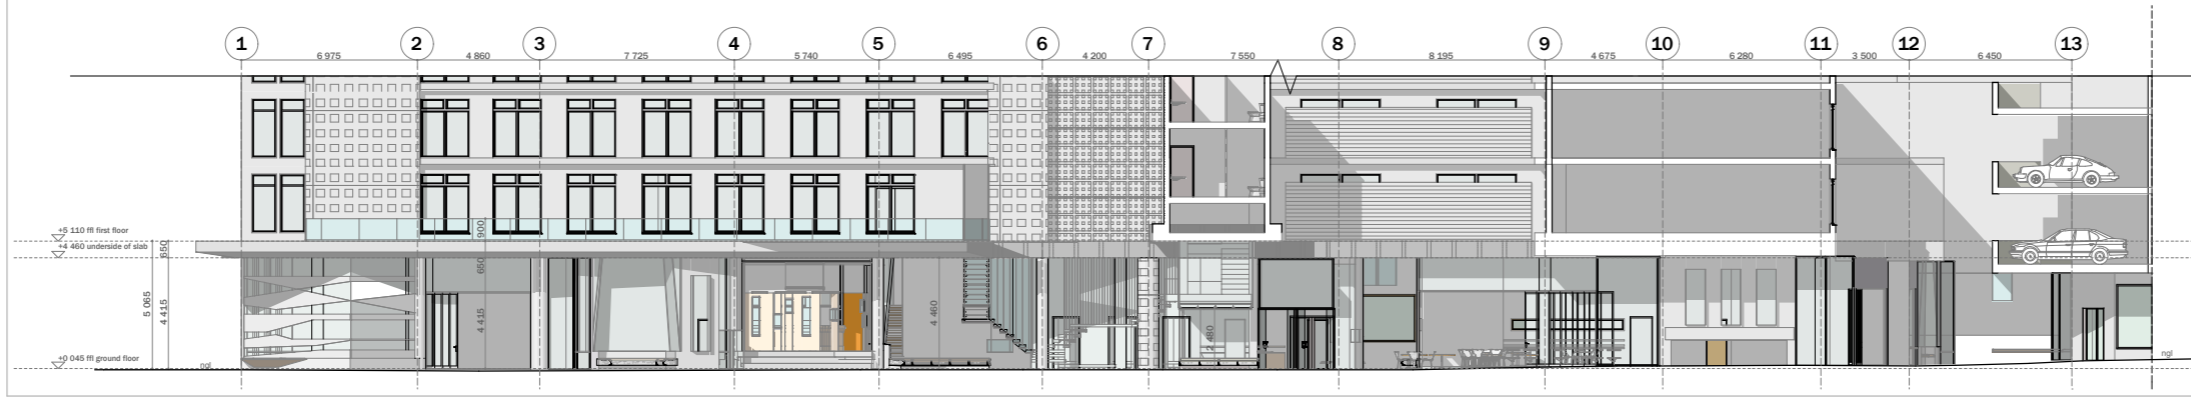 1 2 3 4 5 6 7 8 9 10 11 12 13
6 975 4 860 7 725 5 740 6 495 4 200 7 550 8 195 4 675 6 280 3 500 6 450
+5 110 ffl first floor
+4 460 underside of slab
650
900
650
5 065
4 415
4 415
4 460
2 480
+0 045 ffl ground floor
ngl
ngl